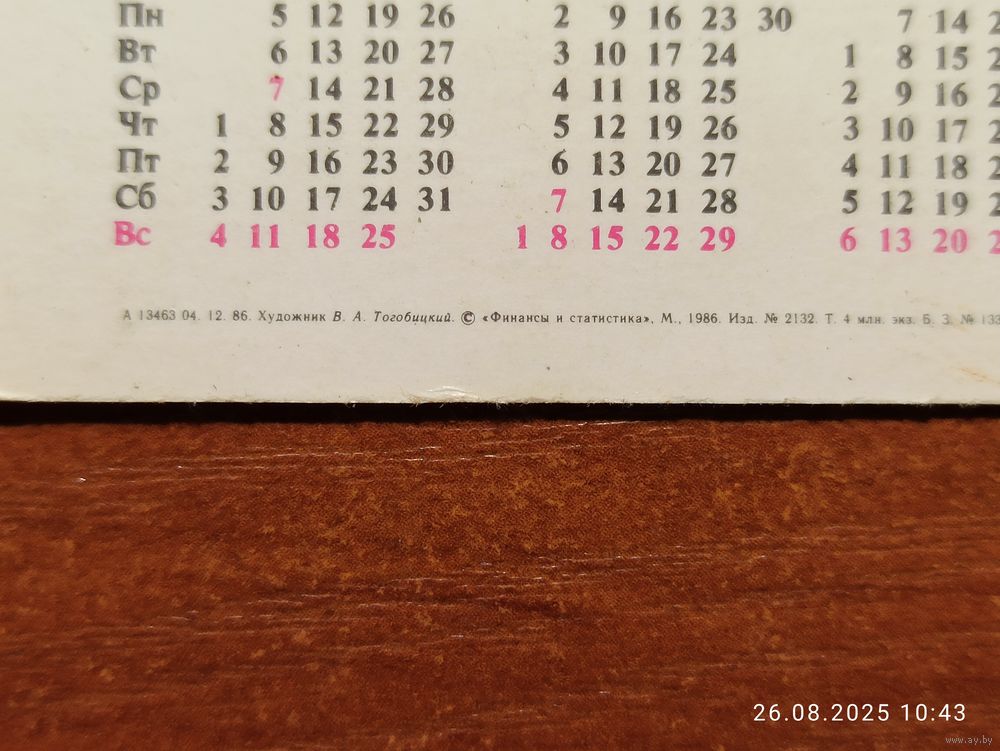 Пн 5 12 19 26 2 9 16 23 30 7 14
Вт 6 13 20 27 3 10 17 24 1 8 15
Ср 7 14 21 28 4 11 18 25 2 9 16
Чт 1 8 15 22 29 5 12 19 26 3 10 17
Пт 2 9 16 23 30 6 13 20 27 4 11 18
Сб 3 10 17 24 31 7 14 21 28 5 12 19
Вс 4 11 18 25 1 8 15 22 29 6 13 20
А 13463 04. 12. 86. Художник В. А. Тогобицкий. © «Финансы и статистика», М., 1986. Изд. № 2132. Т. 4 млн. экз. Б. З. № 133
26.08.2025 10:43
www.ay.by